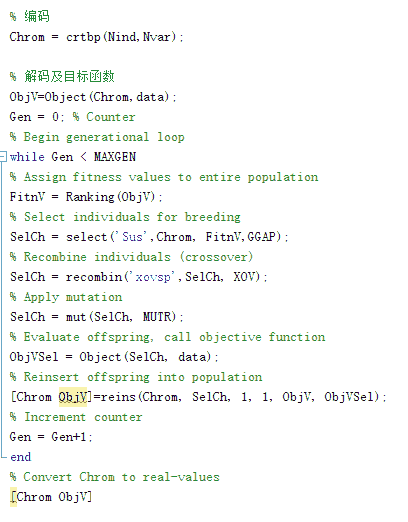 % 编码
Chrom = crtbp(Nind,Nvar);
% 解码及目标函数
ObjV=Object(Chrom,data);
Gen = 0; % Counter
% Begin generational loop
while Gen < MAXGEN
% Assign fitness values to entire population
FitnV = Ranking(ObjV);
% Select individuals for breeding
SelCh = select('Sus',Chrom, FitnV,GGAP);
% Recombine individuals (crossover)
SelCh = recombin('xovsp',SelCh, XOV);
% Apply mutation
SelCh = mut(SelCh, MUTR);
% Evaluate offspring, call objective function
ObjVSel = Object(SelCh, data);
% Reinsert offspring into population
[Chrom ObjV]=reins(Chrom, SelCh, 1, 1, ObjV, ObjVSel);
% Increment counter
Gen = Gen+1;
end
% Convert Chrom to real-values
[Chrom ObjV]